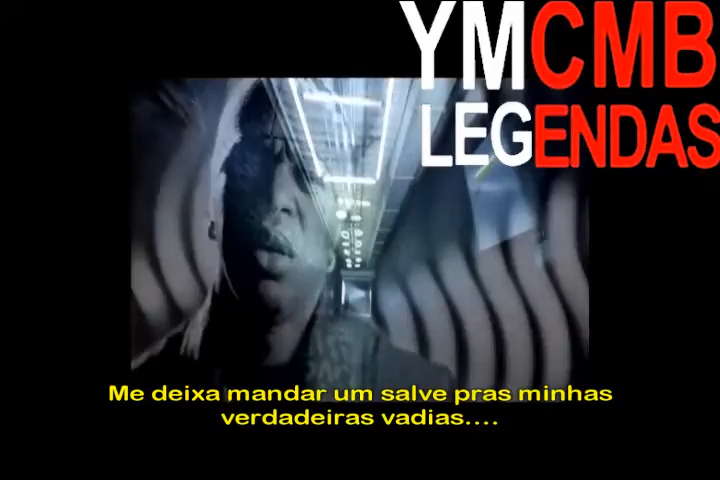 YMCMB
LEGENDAS
Me deixa mandar um salve pras minhas
verdadeiras vadias....